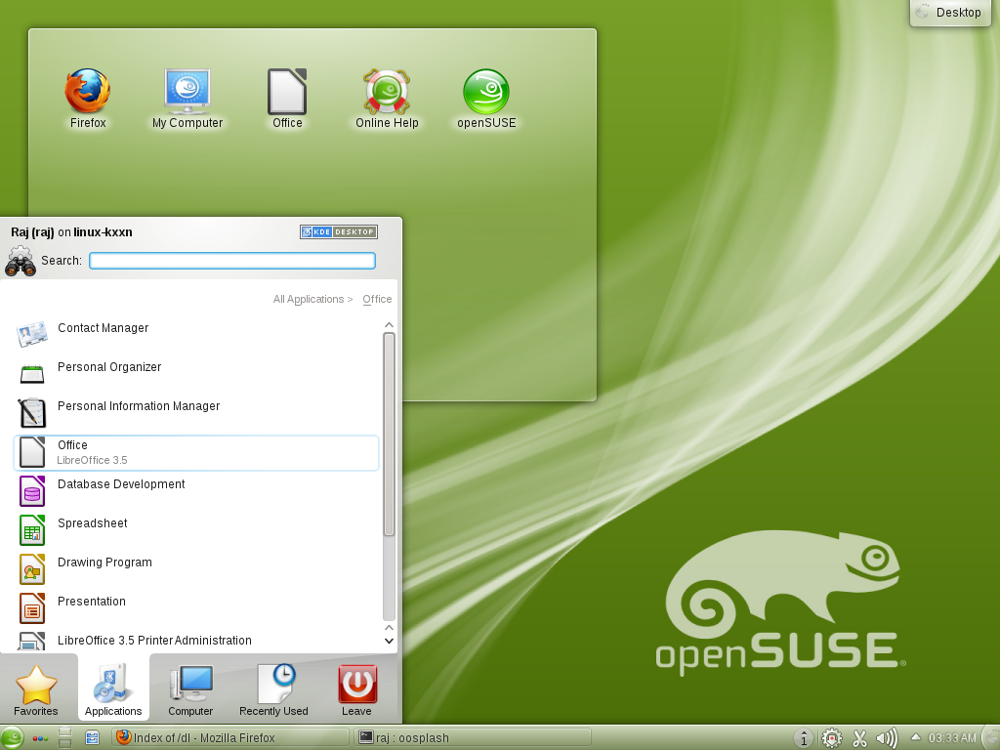 Desktop
Firefox
My Computer
Office
Online Help
openSUSE
Raj (raj) on linux-kxxn
KDE DESKTOP
Search:
All Applications > Office
Contact Manager
Personal Organizer
Personal Information Manager
Office
LibreOffice 3.5
Database Development
Spreadsheet
Drawing Program
Presentation
LibreOffice 3.5 Printer Administration
openSUSE
Favorites
Applications
Computer
Recently Used
Leave
Index of /dl - Mozilla Firefox
raj : oosplash
1
03:33 AM